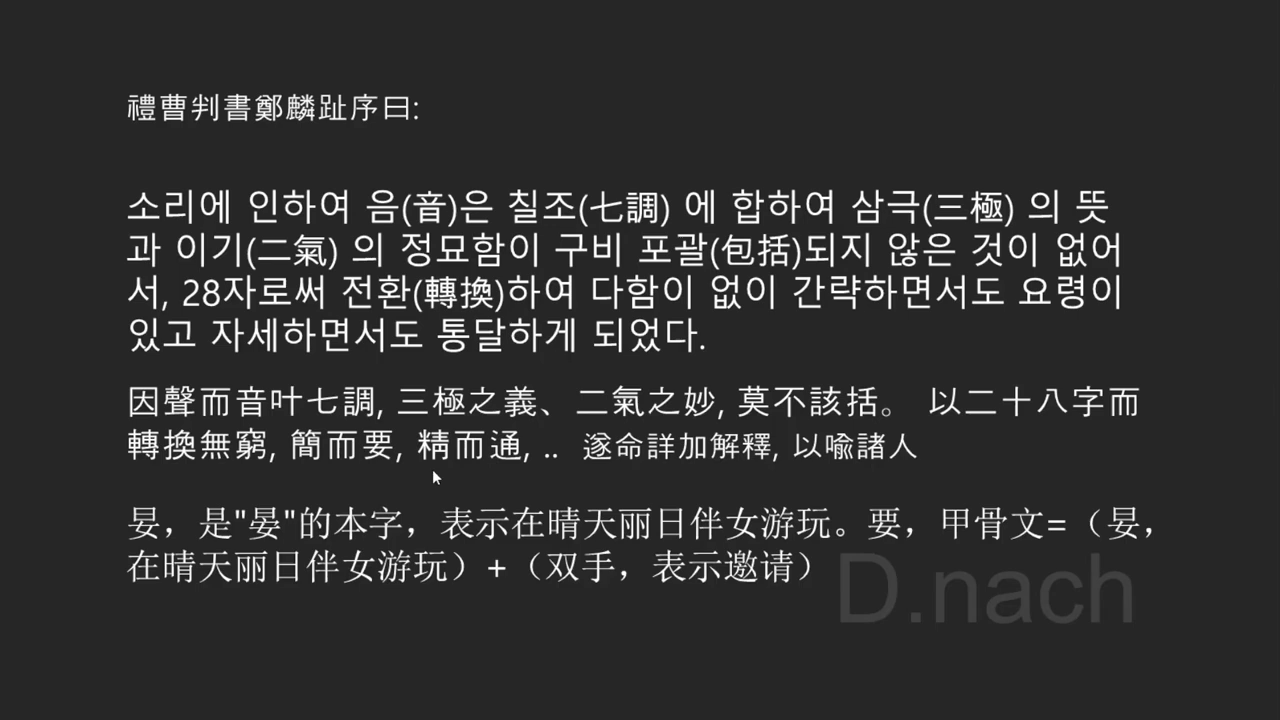 禮曹判書鄭麟趾序曰:
소리에 인하여 음(音)은 칠조(七調) 에 합하여 삼극(三極) 의 뜻
과 이기(二氣) 의 정묘함이 구비 포괄(包括)되지 않은 것이 없어
서, 28자로써 전환(轉換)하여 다함이 없이 간략하면서도 요령이
있고 자세하면서도 통달하게 되었다.
因聲而音叶七調, 三極之義、二氣之妙, 莫不該括。 以二十八字而
轉換無窮, 簡而要, 精而通, .. 遂命詳加解釋, 以喩諸人
妟，是"晏"的本字，表示在晴天丽日伴女游玩。要，甲骨文=（妟，
在晴天丽日伴女游玩）+（双手，表示邀请）
D.nach